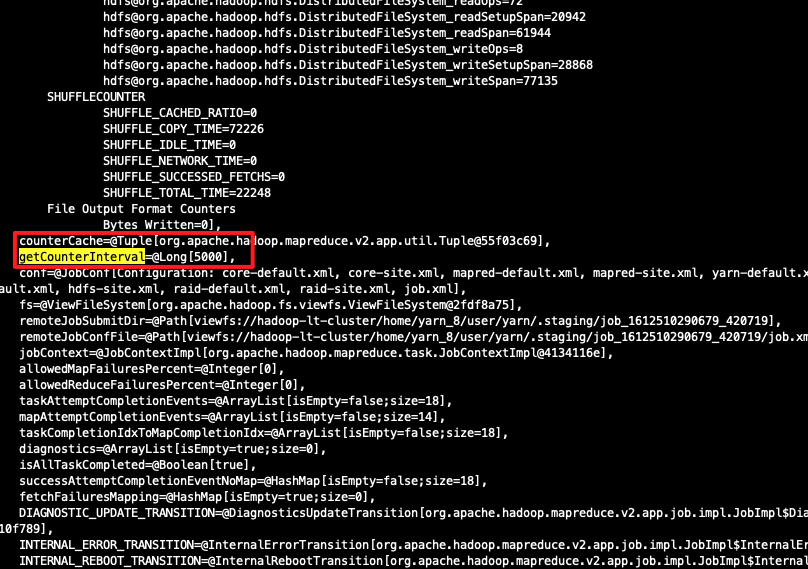 hdfs@org.apache.hadoop.hdfs.DistributedFileSystem_readOps=72
hdfs@org.apache.hadoop.hdfs.DistributedFileSystem_readSetupSpan=20942
hdfs@org.apache.hadoop.hdfs.DistributedFileSystem_readSpan=61944
hdfs@org.apache.hadoop.hdfs.DistributedFileSystem_writeOps=8
hdfs@org.apache.hadoop.hdfs.DistributedFileSystem_writeSetupSpan=28868
hdfs@org.apache.hadoop.hdfs.DistributedFileSystem_writeSpan=77135
SHUFFLECOUNTER
SHUFFLE_CACHED_RATIO=0
SHUFFLE_COPY_TIME=72226
SHUFFLE_IDLE_TIME=0
SHUFFLE_NETWORK_TIME=0
SHUFFLE_SUCCESSED_FETCHS=0
SHUFFLE_TOTAL_TIME=22248
File Output Format Counters
Bytes Written=0],
counterCache=@Tuple[org.apache.hadoop.mapreduce.v2.app.util.Tuple@55f03c69],
getCounterInterval=@Long[5000],
conf=@JobConf[Configuration: core-default.xml, core-site.xml, mapred-default.xml, mapred-site.xml, yarn-default.x
ault.xml, hdfs-site.xml, raid-default.xml, raid-site.xml, job.xml],
fs=@ViewFileSystem[org.apache.hadoop.fs.viewfs.ViewFileSystem@2fdf8a75],
remoteJobSubmitDir=@Path[viewfs://hadoop-lt-cluster/home/yarn_8/user/yarn/.staging/job_1612510290679_420719],
remoteJobConfFile=@Path[viewfs://hadoop-lt-cluster/home/yarn_8/user/yarn/.staging/job_1612510290679_420719/job.xm
jobContext=@JobContextImpl[org.apache.hadoop.mapreduce.task.JobContextImpl@4134116e],
allowedMapFailuresPercent=@Integer[0],
allowedReduceFailuresPercent=@Integer[0],
taskAttemptCompletionEvents=@ArrayList[isEmpty=false;size=18],
mapAttemptCompletionEvents=@ArrayList[isEmpty=false;size=14],
taskCompletionIdxToMapCompletionIdx=@ArrayList[isEmpty=false;size=18],
diagnostics=@ArrayList[isEmpty=true;size=0],
isAllTaskCompleted=@Boolean[true],
successAttemptCompletionEventNoMap=@HashMap[isEmpty=false;size=18],
fetchFailuresMapping=@HashMap[isEmpty=true;size=0],
DIAGNOSTIC_UPDATE_TRANSITION=@DiagnosticsUpdateTransition[org.apache.hadoop.mapreduce.v2.app.job.impl.JobImpl$Dia
10f789],
INTERNAL_ERROR_TRANSITION=@InternalErrorTransition[org.apache.hadoop.mapreduce.v2.app.job.impl.JobImpl$InternalEr
INTERNAL_REBOOT_TRANSITION=@InternalRebootTransition[org.apache.hadoop.mapreduce.v2.app.job.impl.JobImpl$Internal